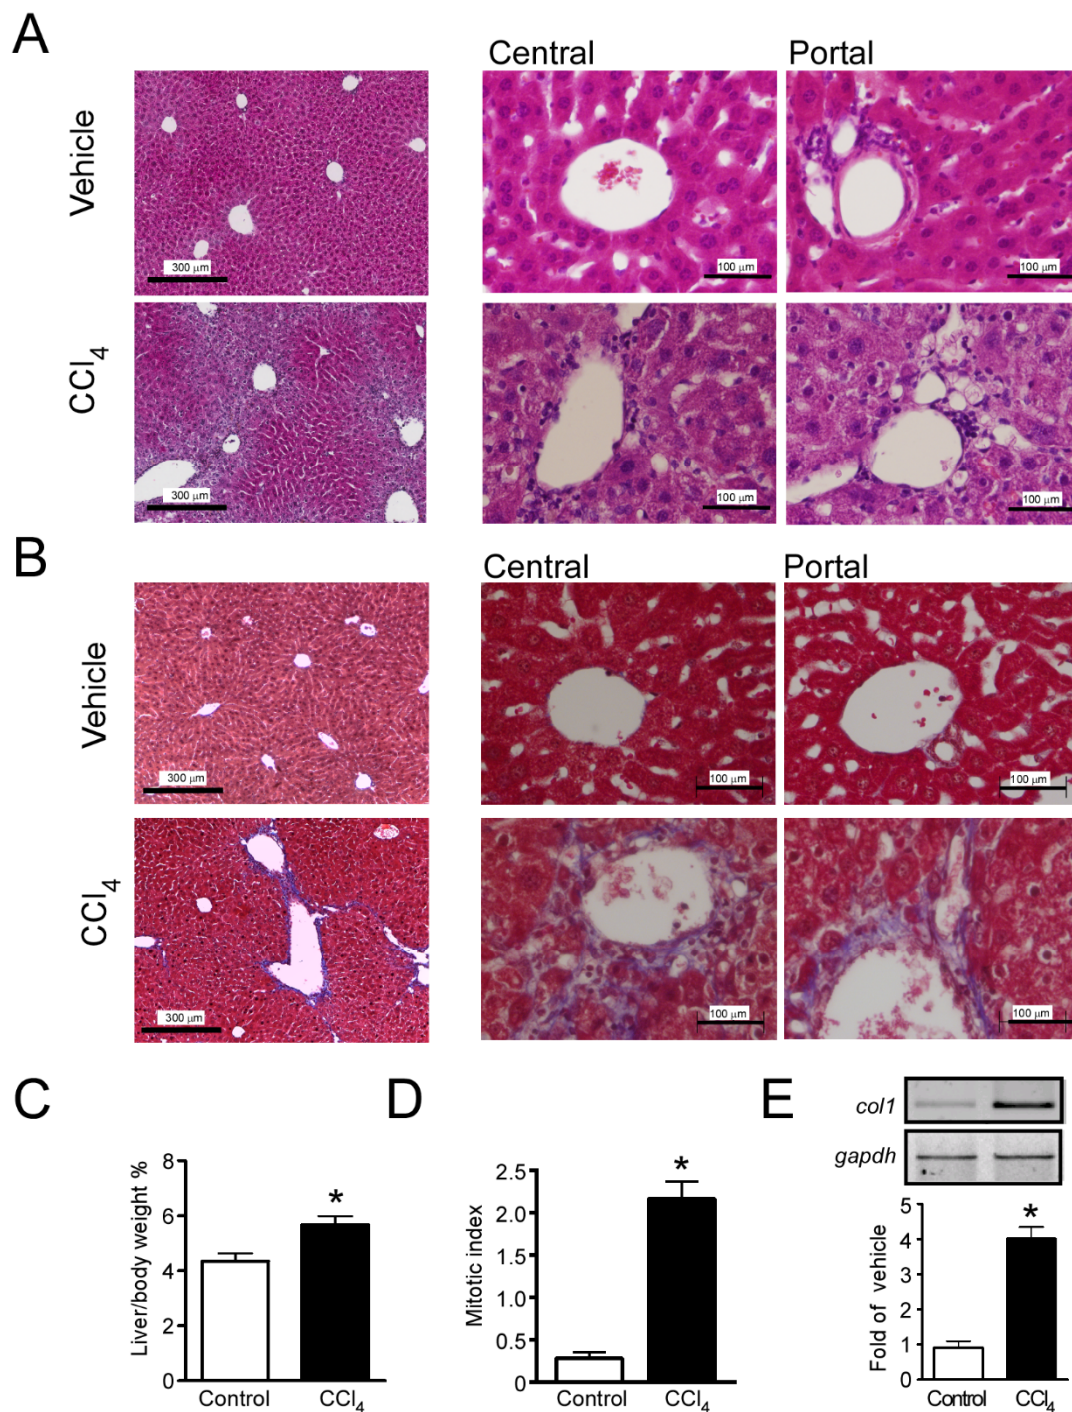 A
Central Portal
Vehicle
300 μm
100 μm
100 μm
CCl4
300 μm
100 μm
100 μm
B
Central Portal
Vehicle
300 μm
100 μm
100 μm
CCl4
300 μm
100 μm
100 μm
C
Liver/body weight %
8
6
4
2
0
*
Control CCl4
D
Mitotic index
2.5
2.0
1.5
1.0
0.5
0.0
*
Control CCl4
E
col1
gapdh
Fold of vehicle
5
4
3
2
1
0
*
Control CCl4